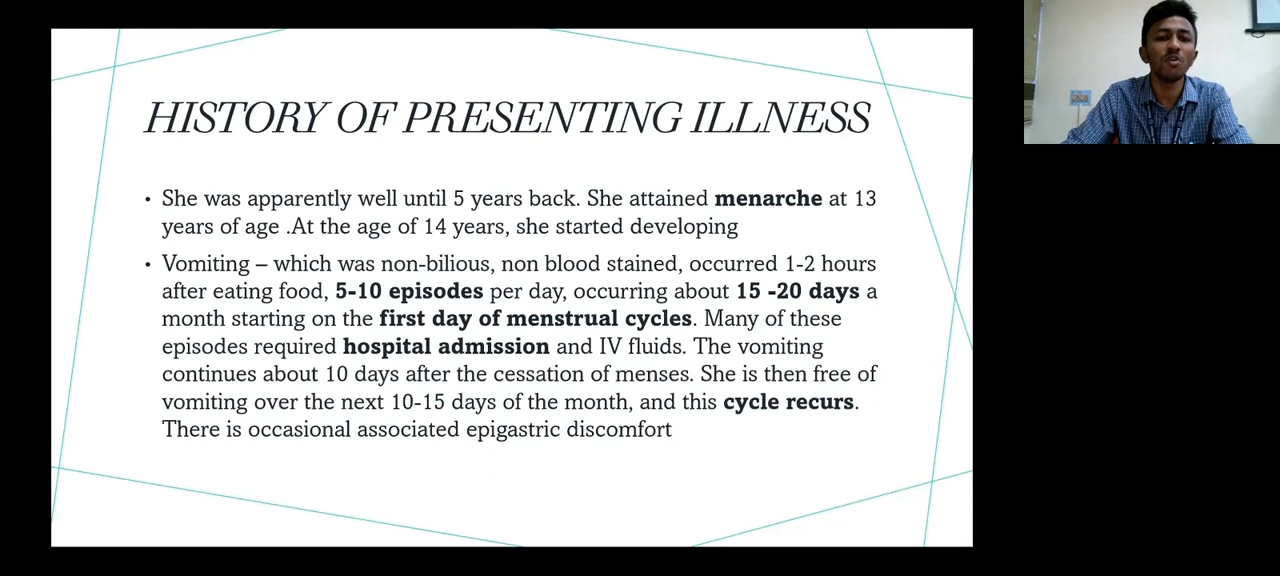 HISTORY OF PRESENTING ILLNESS
• She was apparently well until 5 years back. She attained menarche at 13
years of age .At the age of 14 years, she started developing
• Vomiting – which was non-bilious, non blood stained, occurred 1-2 hours
after eating food, 5-10 episodes per day, occurring about 15 -20 days a
month starting on the first day of menstrual cycles. Many of these
episodes required hospital admission and IV fluids. The vomiting
continues about 10 days after the cessation of menses. She is then free of
vomiting over the next 10-15 days of the month, and this cycle recurs.
There is occasional associated epigastric discomfort